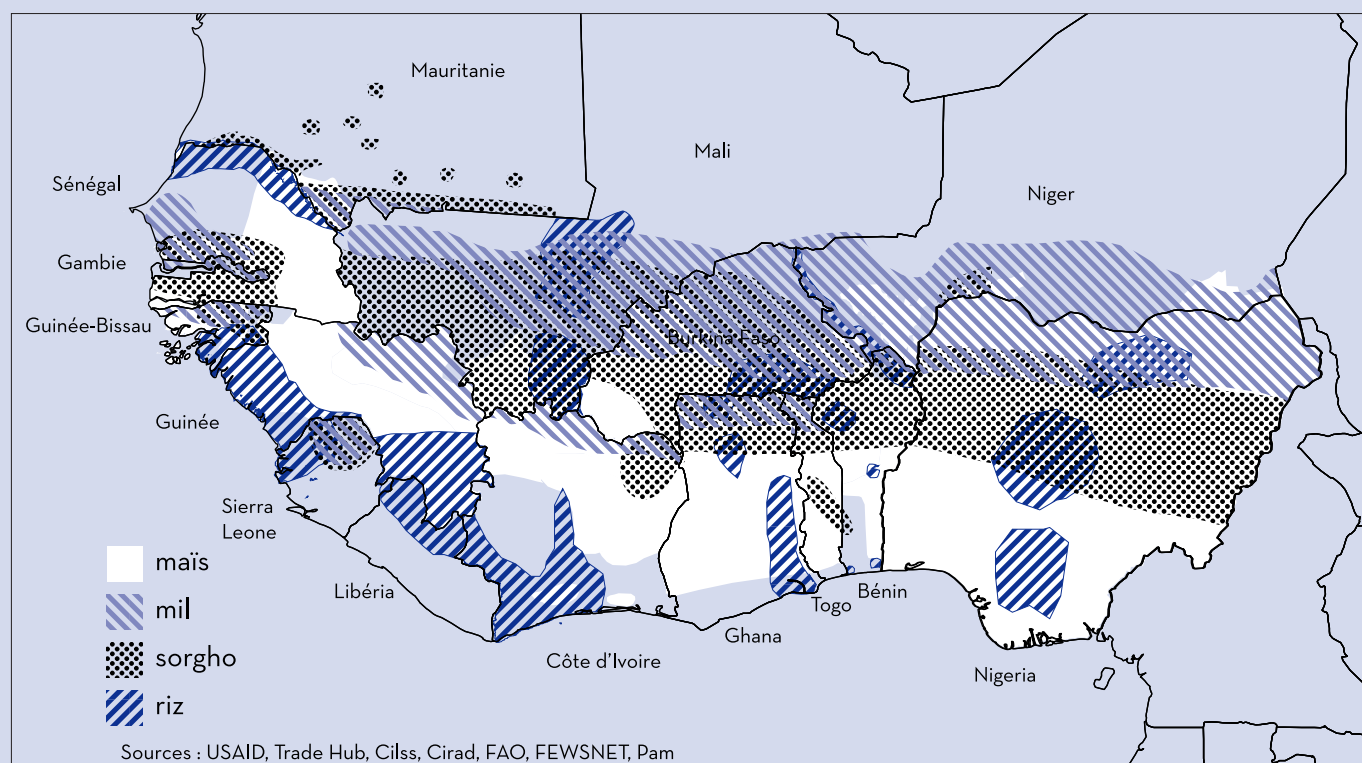 Mauritanie
Mali
Sénégal
Niger
Gambie
Guinée-Bissau
Burkina Faso
Guinée
Sierra
Leone
maïs
Libéria
Bénin
mil
Togo
Ghana
sorgho
Côte d'Ivoire
Nigeria
riz
Sources : USAID, Trade Hub, Cilss, Cirad, FAO, FEWSNET, Pam